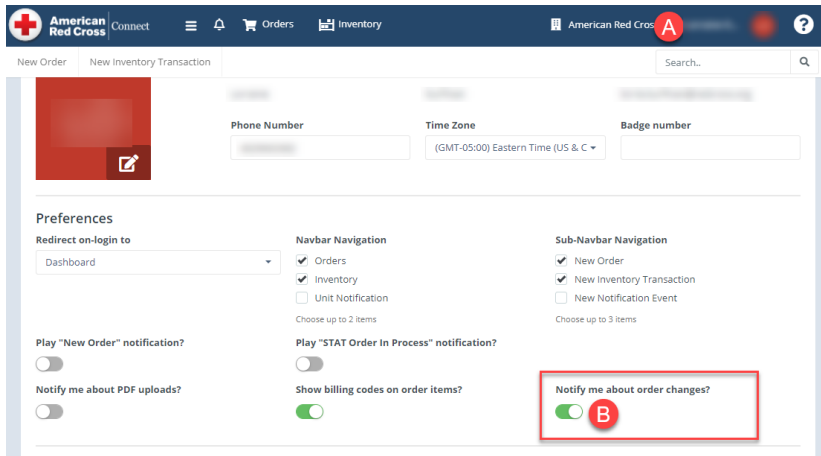 American Red Cross Connect Orders Inventory American Red Cros A ?
New Order New Inventory Transaction Search..
Phone Number Time Zone Badge number
(GMT-05:00) Eastern Time (US & C
Preferences
Redirect on-login to Navbar Navigation Sub-Navbar Navigation
Dashboard Orders New Order
Inventory New Inventory Transaction
Unit Notification New Notification Event
Choose up to 2 items Choose up to 3 items
Play "New Order" notification? Play "STAT Order In Process" notification?
Notify me about PDF uploads? Show billing codes on order items? Notify me about order changes?
B